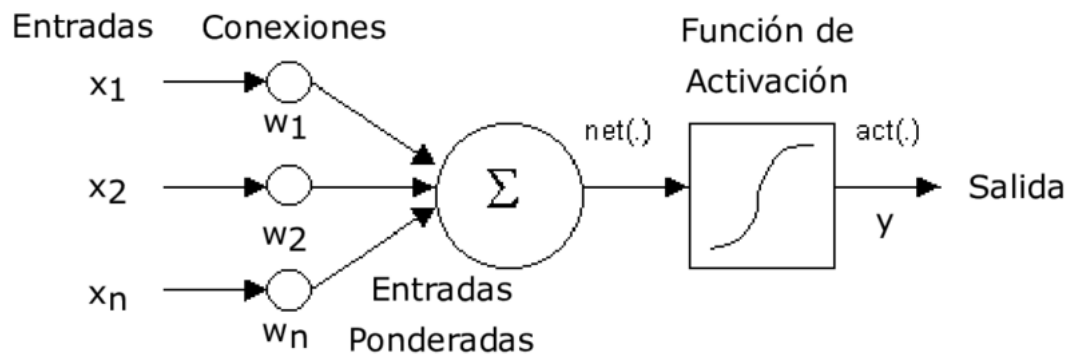 Entradas
Conexiones
Función de
Activación
x1
w1
net(.)
act(.)
x2
w2
Σ
y
Salida
xn
wn
Entradas
Ponderadas